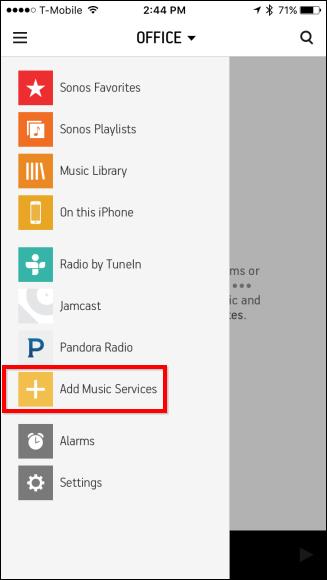 T-Mobile 2:44 PM 71%
OFFICE
Sonos Favorites
Sonos Playlists
Music Library
On this iPhone
Radio by TuneIn
ms or
Jamcast
ic and
tes.
P Pandora Radio
Add Music Services
Alarms
Settings